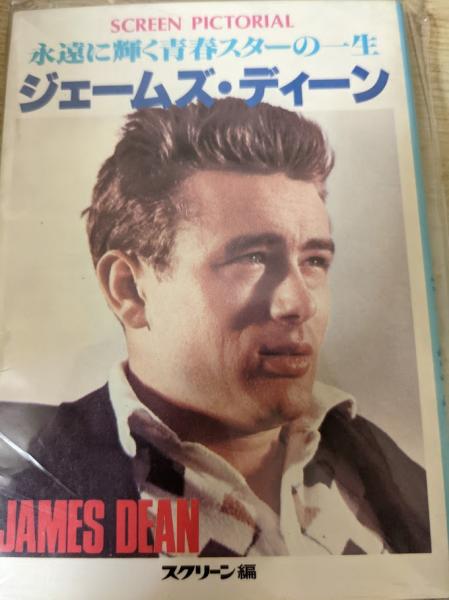 SCREEN PICTORIAL
永遠に輝く青春スターの一生
ジェームズ・ディーン
JAMES DEAN
スクリーン編